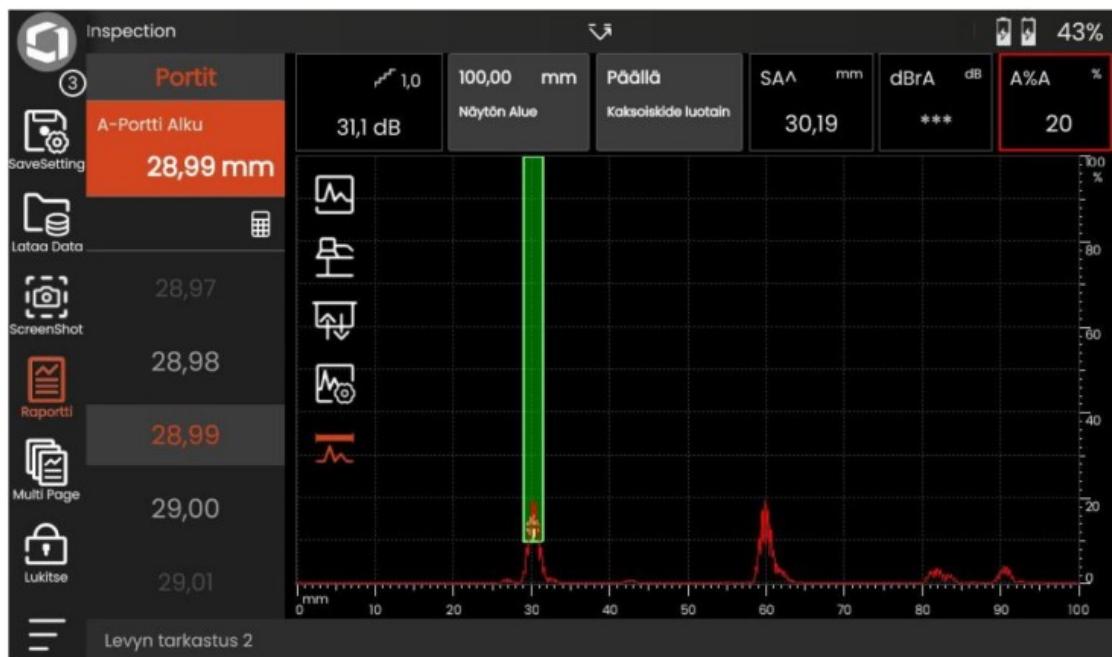 Inspection
43%
3
SaveSetting
Lataa Data
ScreenShot
Raportti
Multi Page
Lukitse
Portit
A-Portti Alku
28,99 mm
28,97
28,98
28,99
29,00
29,01
1,0
31,1 dB
100,00 mm
Näytön Alue
Päällä
Kaksoiskide luotain
SA^ mm
30,19
dBrA dB
***
A%A %
20
100
%
80
60
40
20
0
0 mm 10 20 30 40 50 60 70 80 90 100
Levyn tarkastus 2